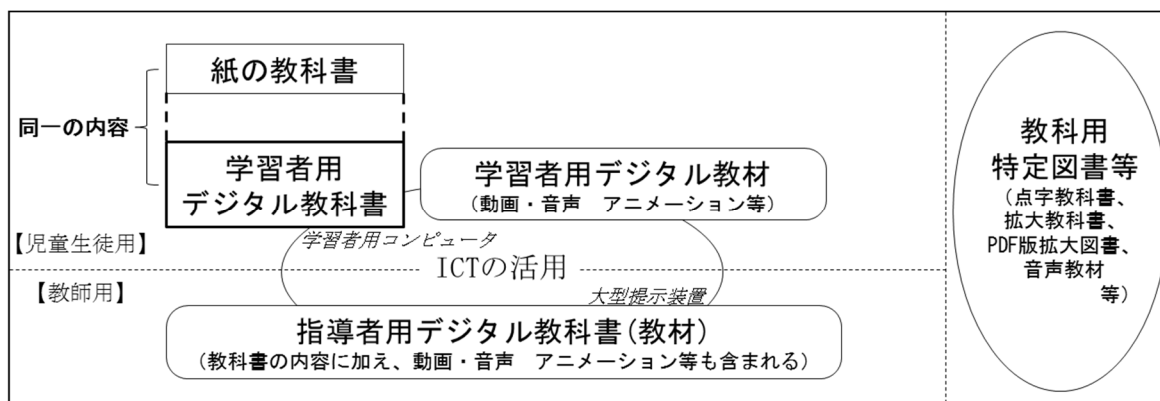 紙の教科書
同一の内容
学習者用
デジタル教科書
学習者用デジタル教材
(動画・音声　アニメーション等)
学習者用コンピュータ
【児童生徒用】
ICTの活用
【教師用】
大型提示装置
指導者用デジタル教科書(教材)
(教科書の内容に加え、動画・音声　アニメーション等も含まれる)
教科用
特定図書等
(点字教科書、
拡大教科書、
PDF版拡大図書、
音声教材
等)